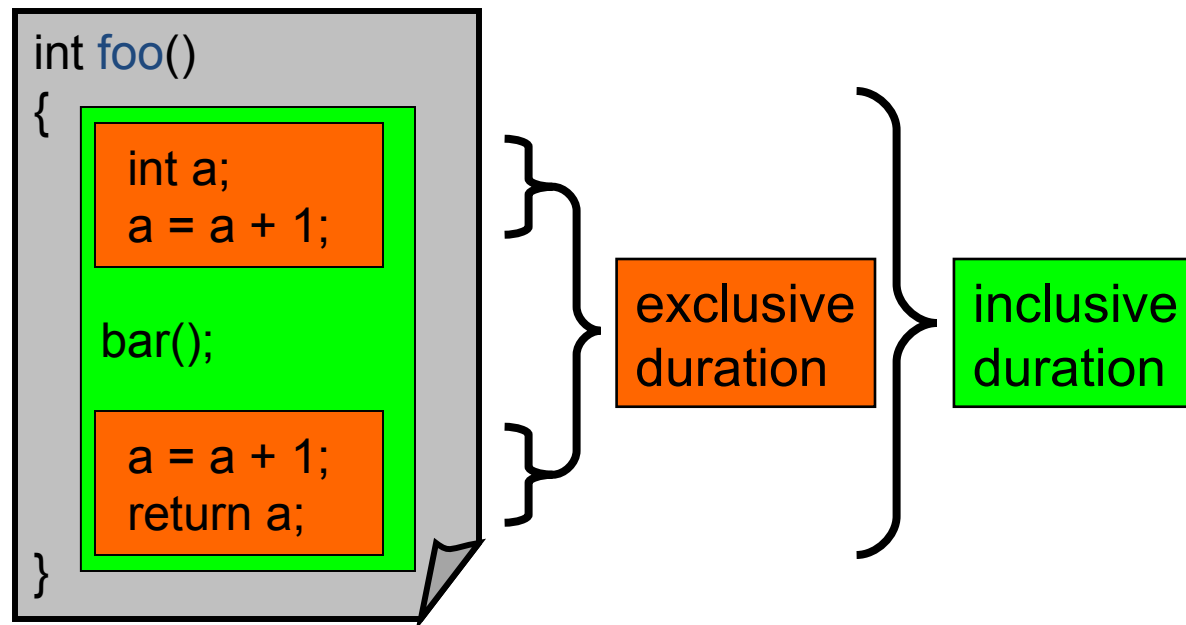 int foo()
{
int a;
a = a + 1;
bar();
a = a + 1;
return a;
}
exclusive
duration
inclusive
duration